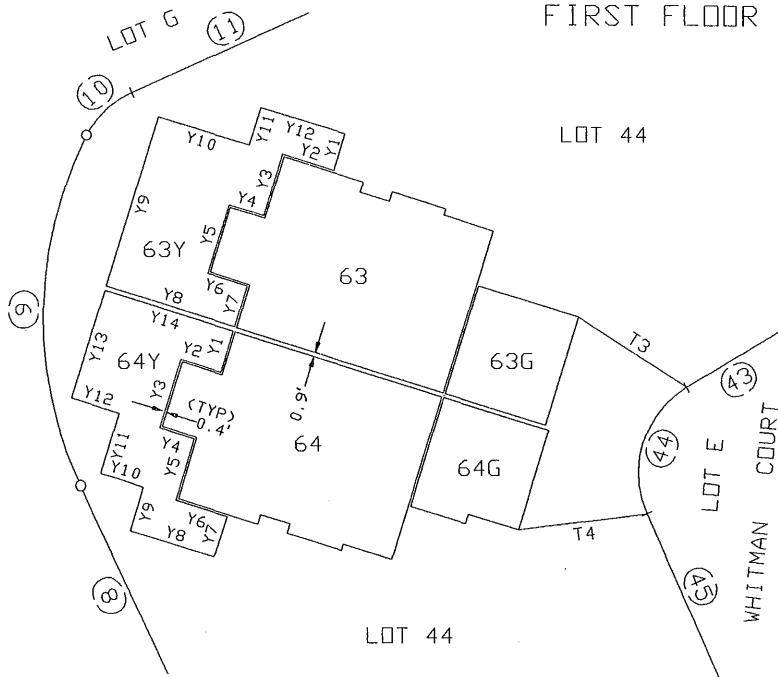 FIRST FLOOR
LOT G
11
10
LOT 44
Y11
Y12
Y1
Y10
Y2
Y3
Y4
Y9
Y5
63Y
63
Y6
Y8
Y7
9
Y14
Y1
Y13
64Y
Y2
Y3
(TYP)
0.4'
0.9'
63G
T3
43
Y12
Y4
64
Y11
Y5
64G
44
LOT E
WHITMAN COURT
Y10
Y9
Y6
Y7
Y8
T4
8
45
LOT 44